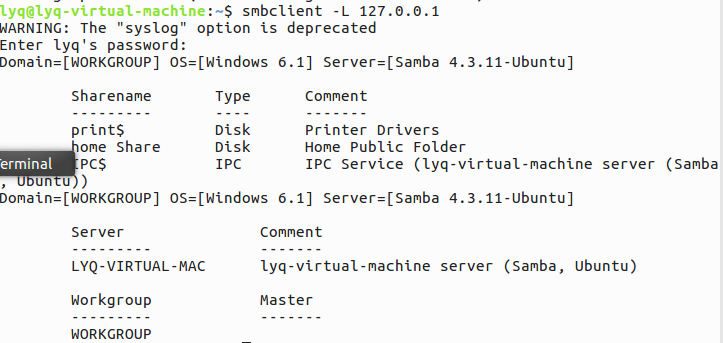 lyq@lyq-virtual-machine:~$ smbclient -L 127.0.0.1
WARNING: The "syslog" option is deprecated
Enter lyq's password:
Domain=[WORKGROUP] OS=[Windows 6.1] Server=[Samba 4.3.11-Ubuntu]
Sharename Type Comment
--------- ---- -------
print$ Disk Printer Drivers
home Share Disk Home Public Folder
Terminal
IPC$ IPC IPC Service (lyq-virtual-machine server (Samba
, Ubuntu))
Domain=[WORKGROUP] OS=[Windows 6.1] Server=[Samba 4.3.11-Ubuntu]
Server Comment
--------- -------
LYQ-VIRTUAL-MAC lyq-virtual-machine server (Samba, Ubuntu)
Workgroup Master
--------- -------
WORKGROUP